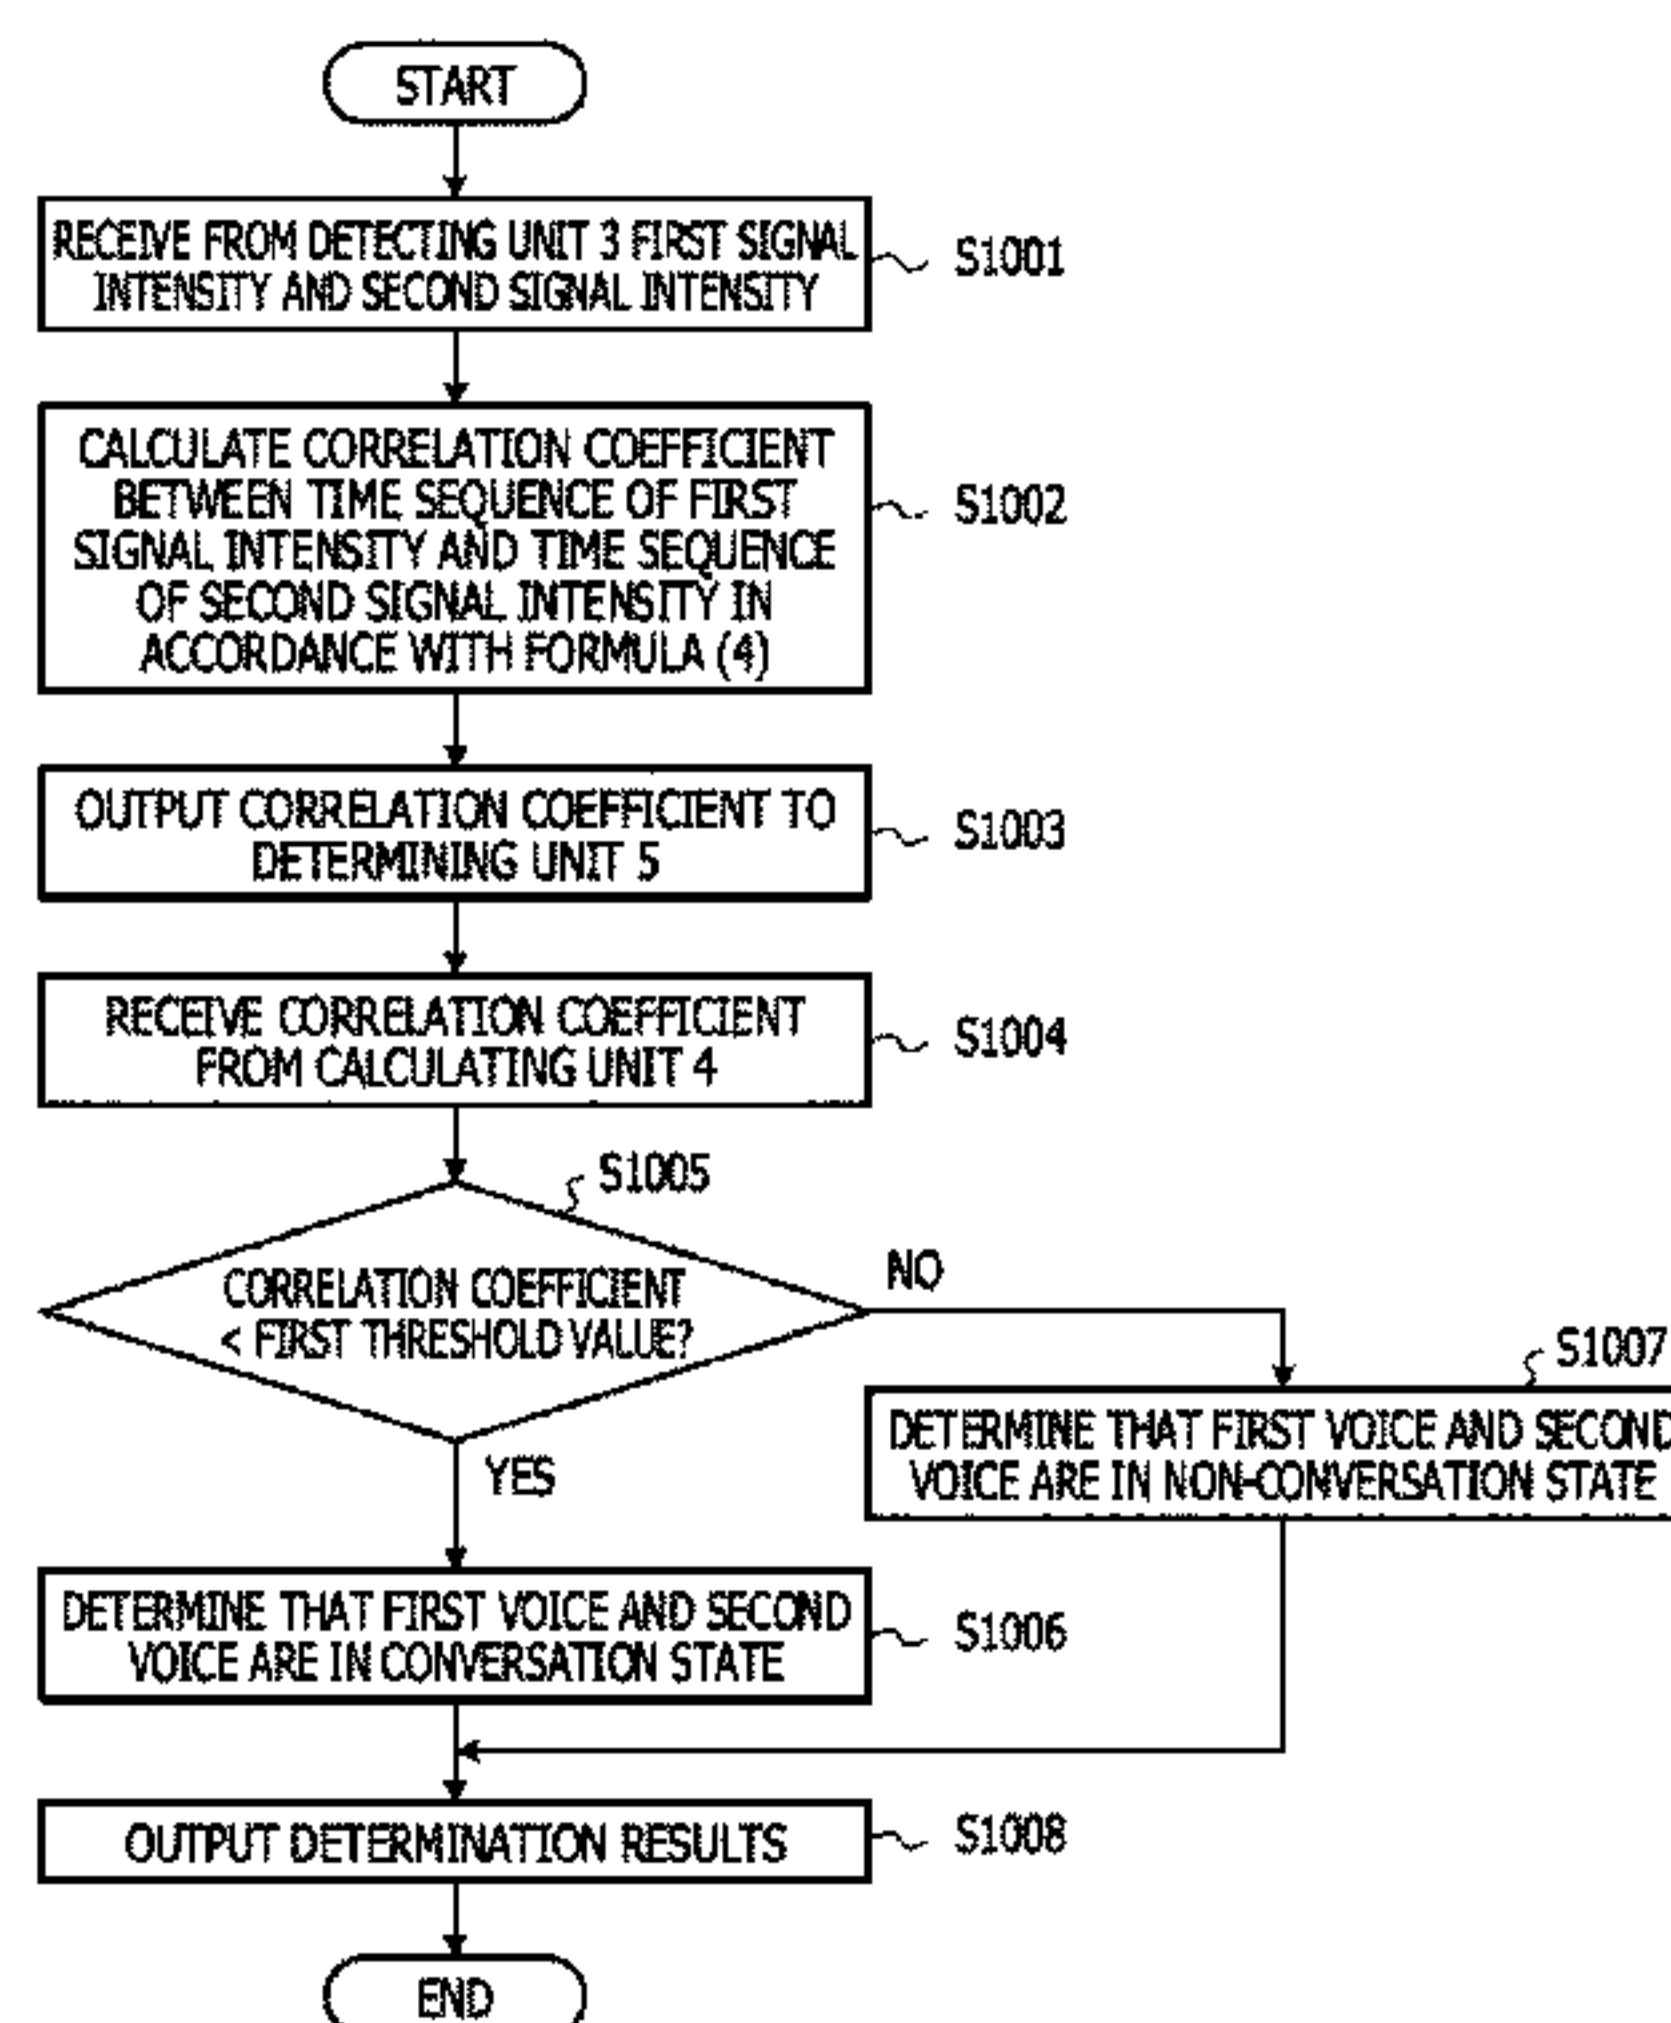 START
RECEIVE FROM DETECTING UNIT 3 FIRST SIGNAL
INTENSITY AND SECOND SIGNAL INTENSITY
S1001
CALCULATE CORRELATION COEFFICIENT
BETWEEN TIME SEQUENCE OF FIRST
SIGNAL INTENSITY AND TIME SEQUENCE
OF SECOND SIGNAL INTENSITY IN
ACCORDANCE WITH FORMULA (4)
S1002
OUTPUT CORRELATION COEFFICIENT TO
DETERMINING UNIT 5
S1003
RECEIVE CORRELATION COEFFICIENT
FROM CALCULATING UNIT 4
S1004
S1005
CORRELATION COEFFICIENT
< FIRST THRESHOLD VALUE?
NO
YES
S1007
DETERMINE THAT FIRST VOICE AND SECOND
VOICE ARE IN NON-CONVERSATION STATE
DETERMINE THAT FIRST VOICE AND SECOND
VOICE ARE IN CONVERSATION STATE
S1006
OUTPUT DETERMINATION RESULTS
S1008
END